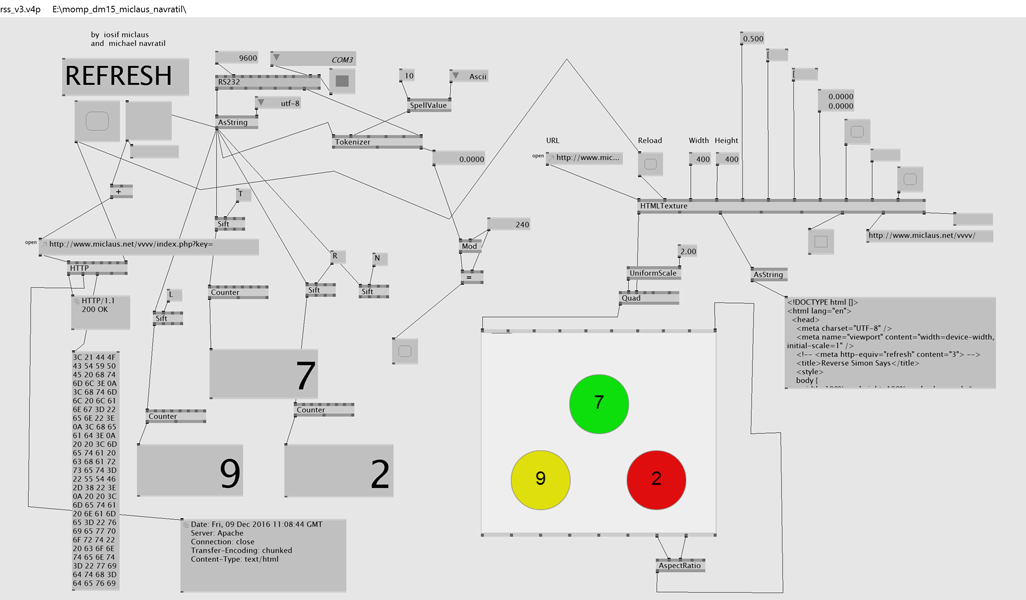 rss_v3.v4p E:\momp_dm15_miclaus_navratil\
by iosif miclaus
and michael navratil
REFRESH
9600
COM3
RS232
utf-8
AsString
10
Ascii
SpellValue
Tokenizer
0.0000
+
T
Sift
open
http://www.miclaus.net/vvvv/index.php?key=
HTTP
HTTP/1.1
200 OK
L
Sift
Counter
R
Sift
N
Sift
240
Mod
=
7
Counter
Counter
9
2
3C 21 44 4F
43 54 59 50
45 20 68 74
6D 6C 3E 0A
3C 68 74 6D
6C 20 6C 61
6E 67 3D 22
65 6E 22 3E
0A 3C 68 65
61 64 3E 0A
20 20 3C 6D
65 74 61 20
63 68 61 72
73 65 74 3D
22 55 54 46
2D 38 22 3E
0A 20 20 3C
6D 65 74 61
20 6E 61 6D
65 3D 22 76
69 65 77 70
6F 72 74 22
20 63 6F 6E
74 65 6E 74
3D 22 77 69
64 74 68 3D
64 65 76 69
Date: Fri, 09 Dec 2016 11:08:44 GMT
Server: Apache
Connection: close
Transfer-Encoding: chunked
Content-Type: text/html
0.500
0.0000
0.0000
URL
Reload
Width Height
open
http://www.mic...
400
400
HTMLTexture
http://www.miclaus.net/vvvv/
2.00
UniformScale
Quad
AsString
<!DOCTYPE html []>
<html lang="en">
<head>
<meta charset="UTF-8" />
<meta name="viewport" content="width=device-width,
initial-scale=1" />
<!-- <meta http-equiv="refresh" content="3"> -->
<title>Reverse Simon Says</title>
<style>
body {
7
9
2
AspectRatio